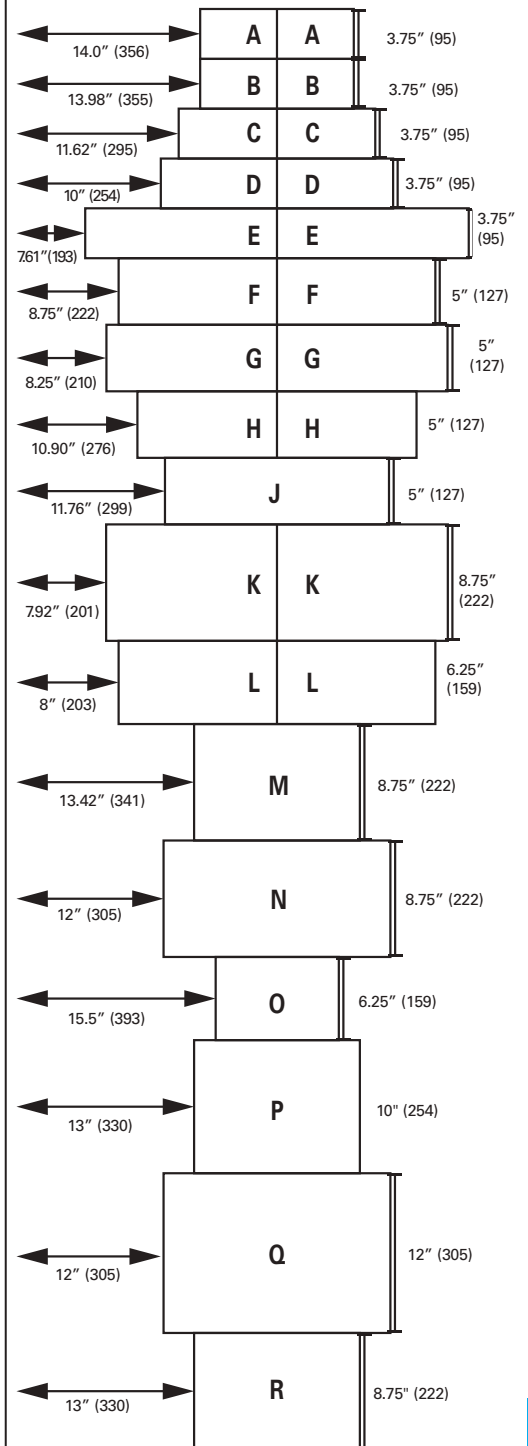 A A 3.75″ (95)
14.0″ (356)
B B 3.75″ (95)
13.98″ (355)
C C 3.75″ (95)
11.62″ (295)
D D 3.75″ (95)
10″ (254)
E E 3.75″
(95)
7.61″(193)
F F 5″ (127)
8.75″ (222)
G G 5″
(127)
8.25″ (210)
H H 5″ (127)
10.90″ (276)
J 5″ (127)
11.76″ (299)
K K 8.75″
(222)
7.92″ (201)
L L 6.25″
(159)
8″ (203)
M 8.75″ (222)
13.42″ (341)
N 8.75″ (222)
12″ (305)
O 6.25″ (159)
15.5″ (393)
P 10" (254)
13″ (330)
Q 12″ (305)
12″ (305)
R 8.75" (222)
13″ (330)